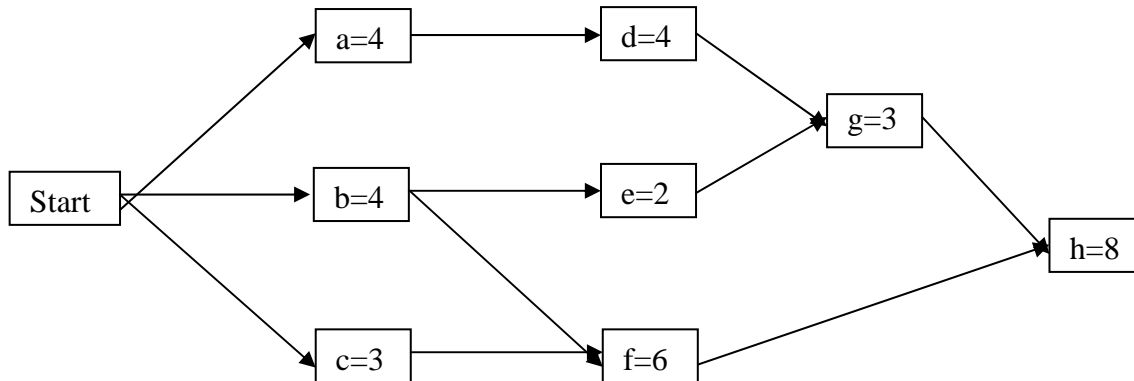 a=4
d=4
g=3
Start
b=4
e=2
h=8
c=3
f=6